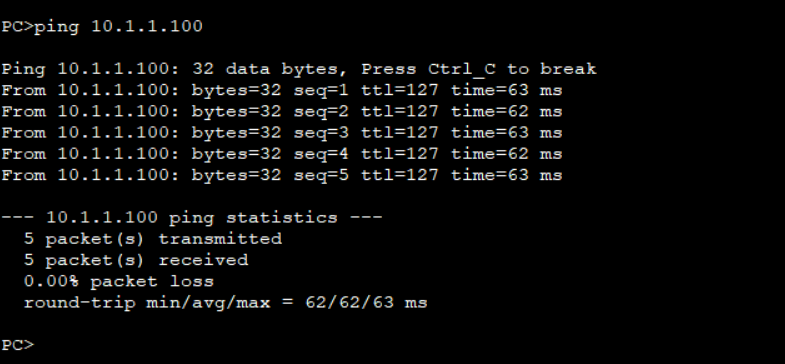 PC>ping 10.1.1.100
Ping 10.1.1.100: 32 data bytes, Press Ctrl_C to break
From 10.1.1.100: bytes=32 seq=1 ttl=127 time=63 ms
From 10.1.1.100: bytes=32 seq=2 ttl=127 time=62 ms
From 10.1.1.100: bytes=32 seq=3 ttl=127 time=63 ms
From 10.1.1.100: bytes=32 seq=4 ttl=127 time=62 ms
From 10.1.1.100: bytes=32 seq=5 ttl=127 time=63 ms
--- 10.1.1.100 ping statistics ---
5 packet(s) transmitted
5 packet(s) received
0.00% packet loss
round-trip min/avg/max = 62/62/63 ms
PC>